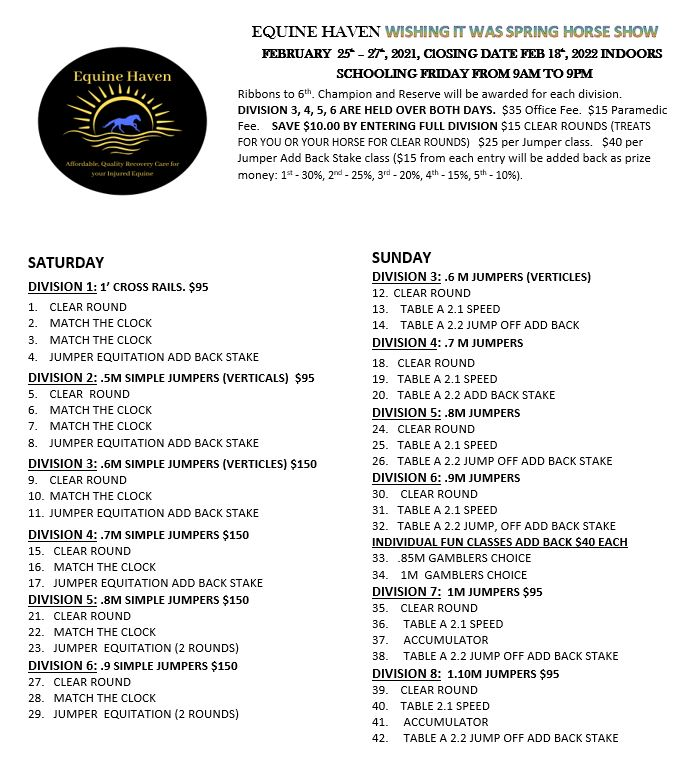 Equine Haven
Affordable, Quality Recovery Care for
your Injured Equine
EQUINE HAVEN WISHING IT WAS SPRING HORSE SHOW
FEBRUARY 25th – 27th, 2021, ClOSING DATE FEB 18th, 2022 INDOORS
SCHOOLING FRIDAY FROM 9AM TO 9PM
Ribbons to 6th. Champion and Reserve will be awarded for each division.
DIVISION 3, 4, 5, 6 ARE HELD OVER BOTH DAYS. $35 Office Fee. $15 Paramedic
Fee. SAVE $10.00 BY ENTERING FULL DIVISION $15 CLEAR ROUNDS (TREATS
FOR YOU OR YOUR HORSE FOR CLEAR ROUNDS) $25 per Jumper class. $40 per
Jumper Add Back Stake class ($15 from each entry will be added back as prize
money: 1st - 30%, 2nd - 25%, 3rd - 20%, 4th - 15%, 5th - 10%).
SATURDAY
DIVISION 1: 1’ CROSS RAILS. $95
1. CLEAR ROUND
2. MATCH THE CLOCK
3. MATCH THE CLOCK
4. JUMPER EQUITATION ADD BACK STAKE
DIVISION 2: .5M SIMPLE JUMPERS (VERTICALS) $95
5. CLEAR ROUND
6. MATCH THE CLOCK
7. MATCH THE CLOCK
8. JUMPER EQUITATION ADD BACK STAKE
DIVISION 3: .6M SIMPLE JUMPERS (VERTICLES) $150
9. CLEAR ROUND
10. MATCH THE CLOCK
11. JUMPER EQUITATION ADD BACK STAKE
DIVISION 4: .7M SIMPLE JUMPERS $150
15. CLEAR ROUND
16. MATCH THE CLOCK
17. JUMPER EQUITATION ADD BACK STAKE
DIVISION 5: .8M SIMPLE JUMPERS $150
21. CLEAR ROUND
22. MATCH THE CLOCK
23. JUMPER EQUITATION (2 ROUNDS)
DIVISION 6: .9 SIMPLE JUMPERS $150
27. CLEAR ROUND
28. MATCH THE CLOCK
29. JUMPER EQUITATION (2 ROUNDS)
SUNDAY
DIVISION 3: .6 M JUMPERS (VERTICLES)
12. CLEAR ROUND
13. TABLE A 2.1 SPEED
14. TABLE A 2.2 JUMP OFF ADD BACK
DIVISION 4: .7 M JUMPERS
18. CLEAR ROUND
19. TABLE A 2.1 SPEED
20. TABLE A 2.2 ADD BACK STAKE
DIVISION 5: .8M JUMPERS
24. CLEAR ROUND
25. TABLE A 2.1 SPEED
26. TABLE A 2.2 JUMP OFF ADD BACK STAKE
DIVISION 6: .9M JUMPERS
30. CLEAR ROUND
31. TABLE A 2.1 SPEED
32. TABLE A 2.2 JUMP, OFF ADD BACK STAKE
INDIVIDUAL FUN CLASSES ADD BACK $40 EACH
33. .85M GAMBLERS CHOICE
34. 1M GAMBLERS CHOICE
DIVISION 7: 1M JUMPERS $95
35. CLEAR ROUND
36. TABLE A 2.1 SPEED
37. ACCUMULATOR
38. TABLE A 2.2 JUMP OFF ADD BACK STAKE
DIVISION 8: 1.10M JUMPERS $95
39. CLEAR ROUND
40. TABLE 2.1 SPEED
41. ACCUMULATOR
42. TABLE A 2.2 JUMP OFF ADD BACK STAKE